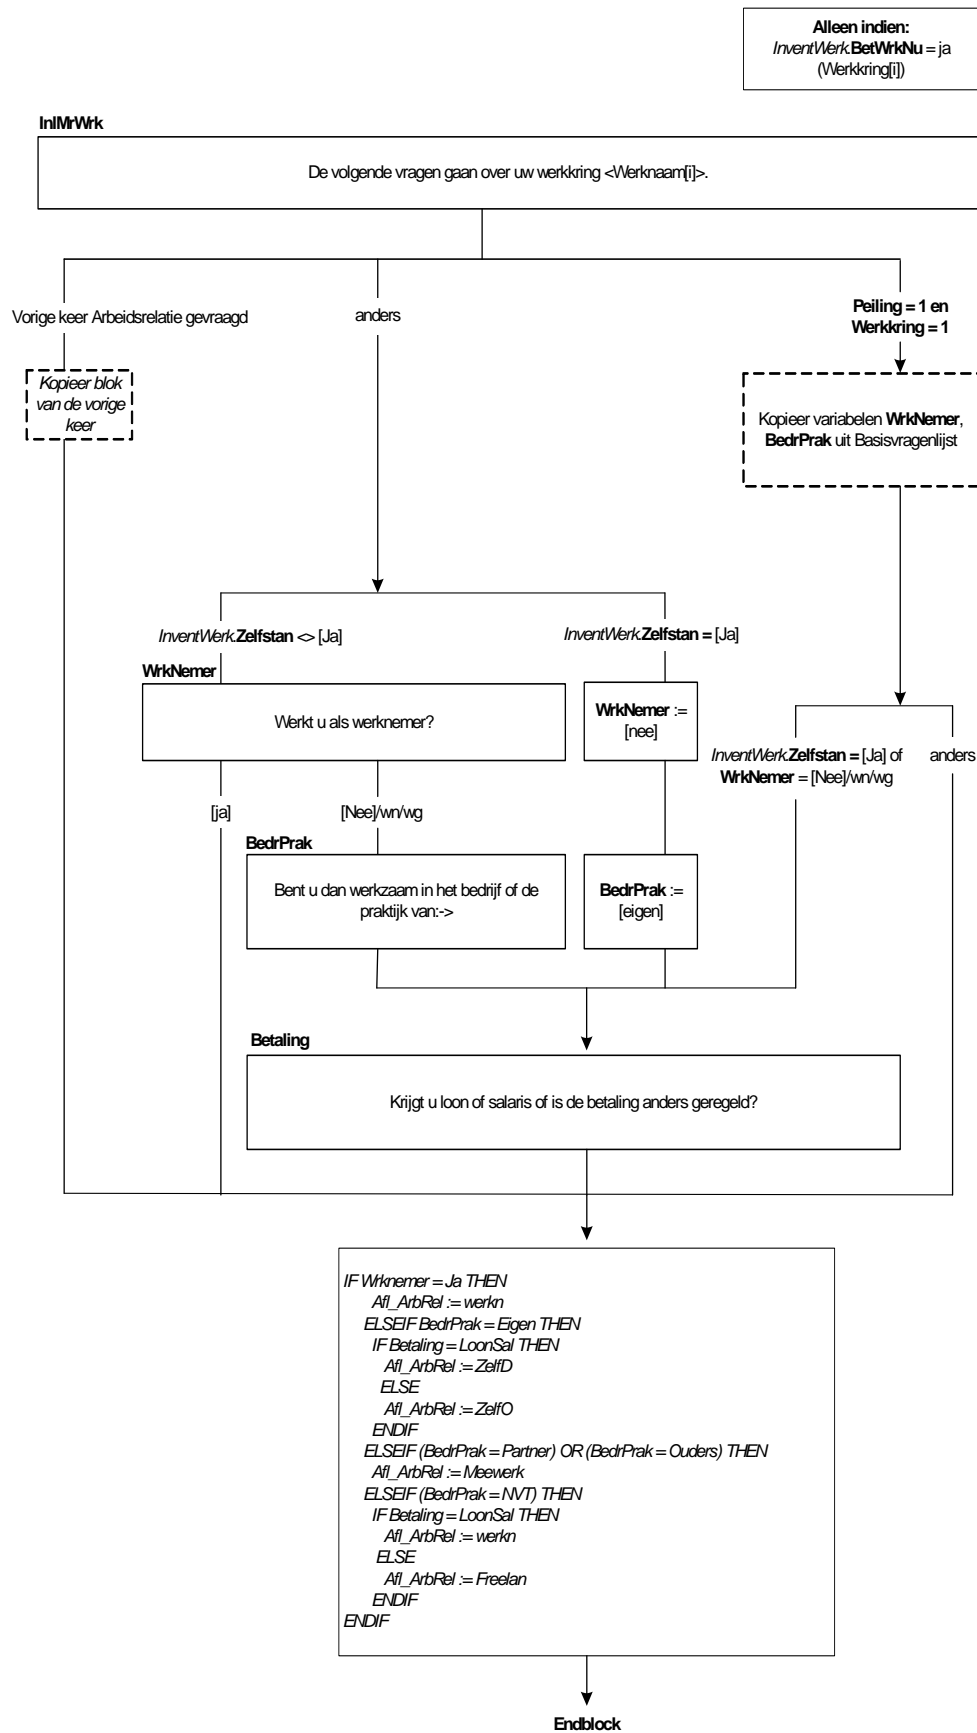 Alleen indien:
InventWerk.BetWrkNu = ja
(Werkkring[i])
InlMrWrk
De volgende vragen gaan over uw werkkring <Werknaam[i]>.
Vorige keer Arbeidsrelatie gevraagd
anders
Peiling = 1 en
Werkkring = 1
Kopieer blok
van de vorige
keer
Kopieer variabelen WrkNemer,
BedrPrak uit Basisvragenlijst
InventWerk.Zelfstan <> [Ja]
InventWerk.Zelfstan = [Ja]
WrkNemer
Werkt u als werknemer?
WrkNemer :=
[nee]
InventWerk.Zelfstan = [Ja] of
WrkNemer = [Nee]/wn/wg
anders
[ja]
[Nee]/wn/wg
BedrPrak
Bent u dan werkzaam in het bedrijf of de
praktijk van:->
BedrPrak :=
[eigen]
Betaling
Krijgt u loon of salaris of is de betaling anders geregeld?
IF Wrknemer = Ja THEN
Afl_ArbRel := werkn
ELSEIF BedrPrak = Eigen THEN
IF Betaling = LoonSal THEN
Afl_ArbRel := ZelfD
ELSE
Afl_ArbRel := ZelfO
ENDIF
ELSEIF (BedrPrak = Partner) OR (BedrPrak = Ouders) THEN
Afl_ArbRel := Meewerk
ELSEIF (BedrPrak = NVT) THEN
IF Betaling = LoonSal THEN
Afl_ArbRel := werkn
ELSE
Afl_ArbRel := Freelan
ENDIF
ENDIF
Endblock